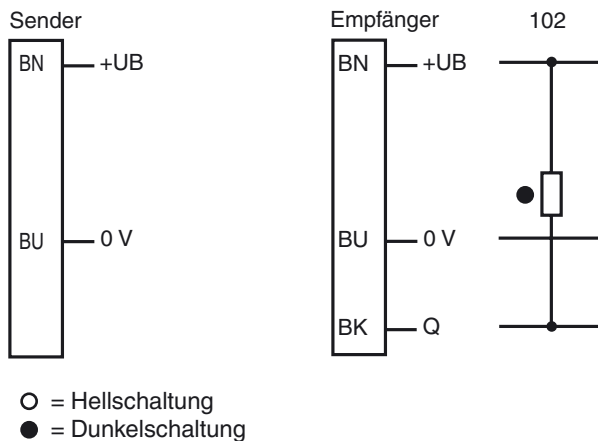 Sender
Empfänger
102
BN
+UB
BN
+UB
BU
0 V
BU
0 V
BK
Q
= Hellschaltung
= Dunkelschaltung